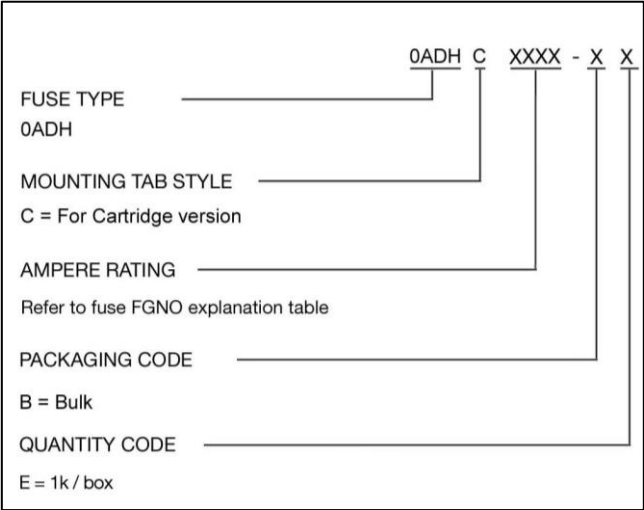 0ADH C XXXX - X X
FUSE TYPE
0ADH
MOUNTING TAB STYLE
C = For Cartridge version
AMPERE RATING
Refer to fuse FGNO explanation table
PACKAGING CODE
B = Bulk
QUANTITY CODE
E = 1k / box